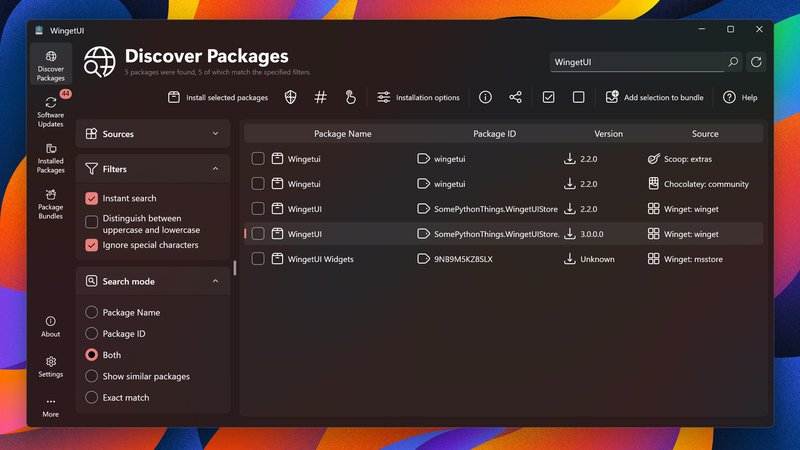 WingetUI
Discover Packages
5 packages were found, 5 of which match the specified filters.
WingetUI
Discover
Packages
44
Software
Updates
Installed
Packages
Package
Bundles
About
Settings
More
Install selected packages
Installation options
Add selection to bundle
Help
Sources
Filters
Instant search
Distinguish between
uppercase and lowercase
Ignore special characters
Search mode
Package Name
Package ID
Both
Show similar packages
Exact match
Package Name Package ID Version Source
Wingetui wingetui 2.2.0 Scoop: extras
Wingetui wingetui 2.2.0 Chocolatey: community
WingetUI SomePythonThings.WingetUIStore 2.2.0 Winget: winget
WingetUI SomePythonThings.WingetUIStore. 3.0.0.0 Winget: winget
WingetUI Widgets 9NB9M5KZ8SLX Unknown Winget: msstore